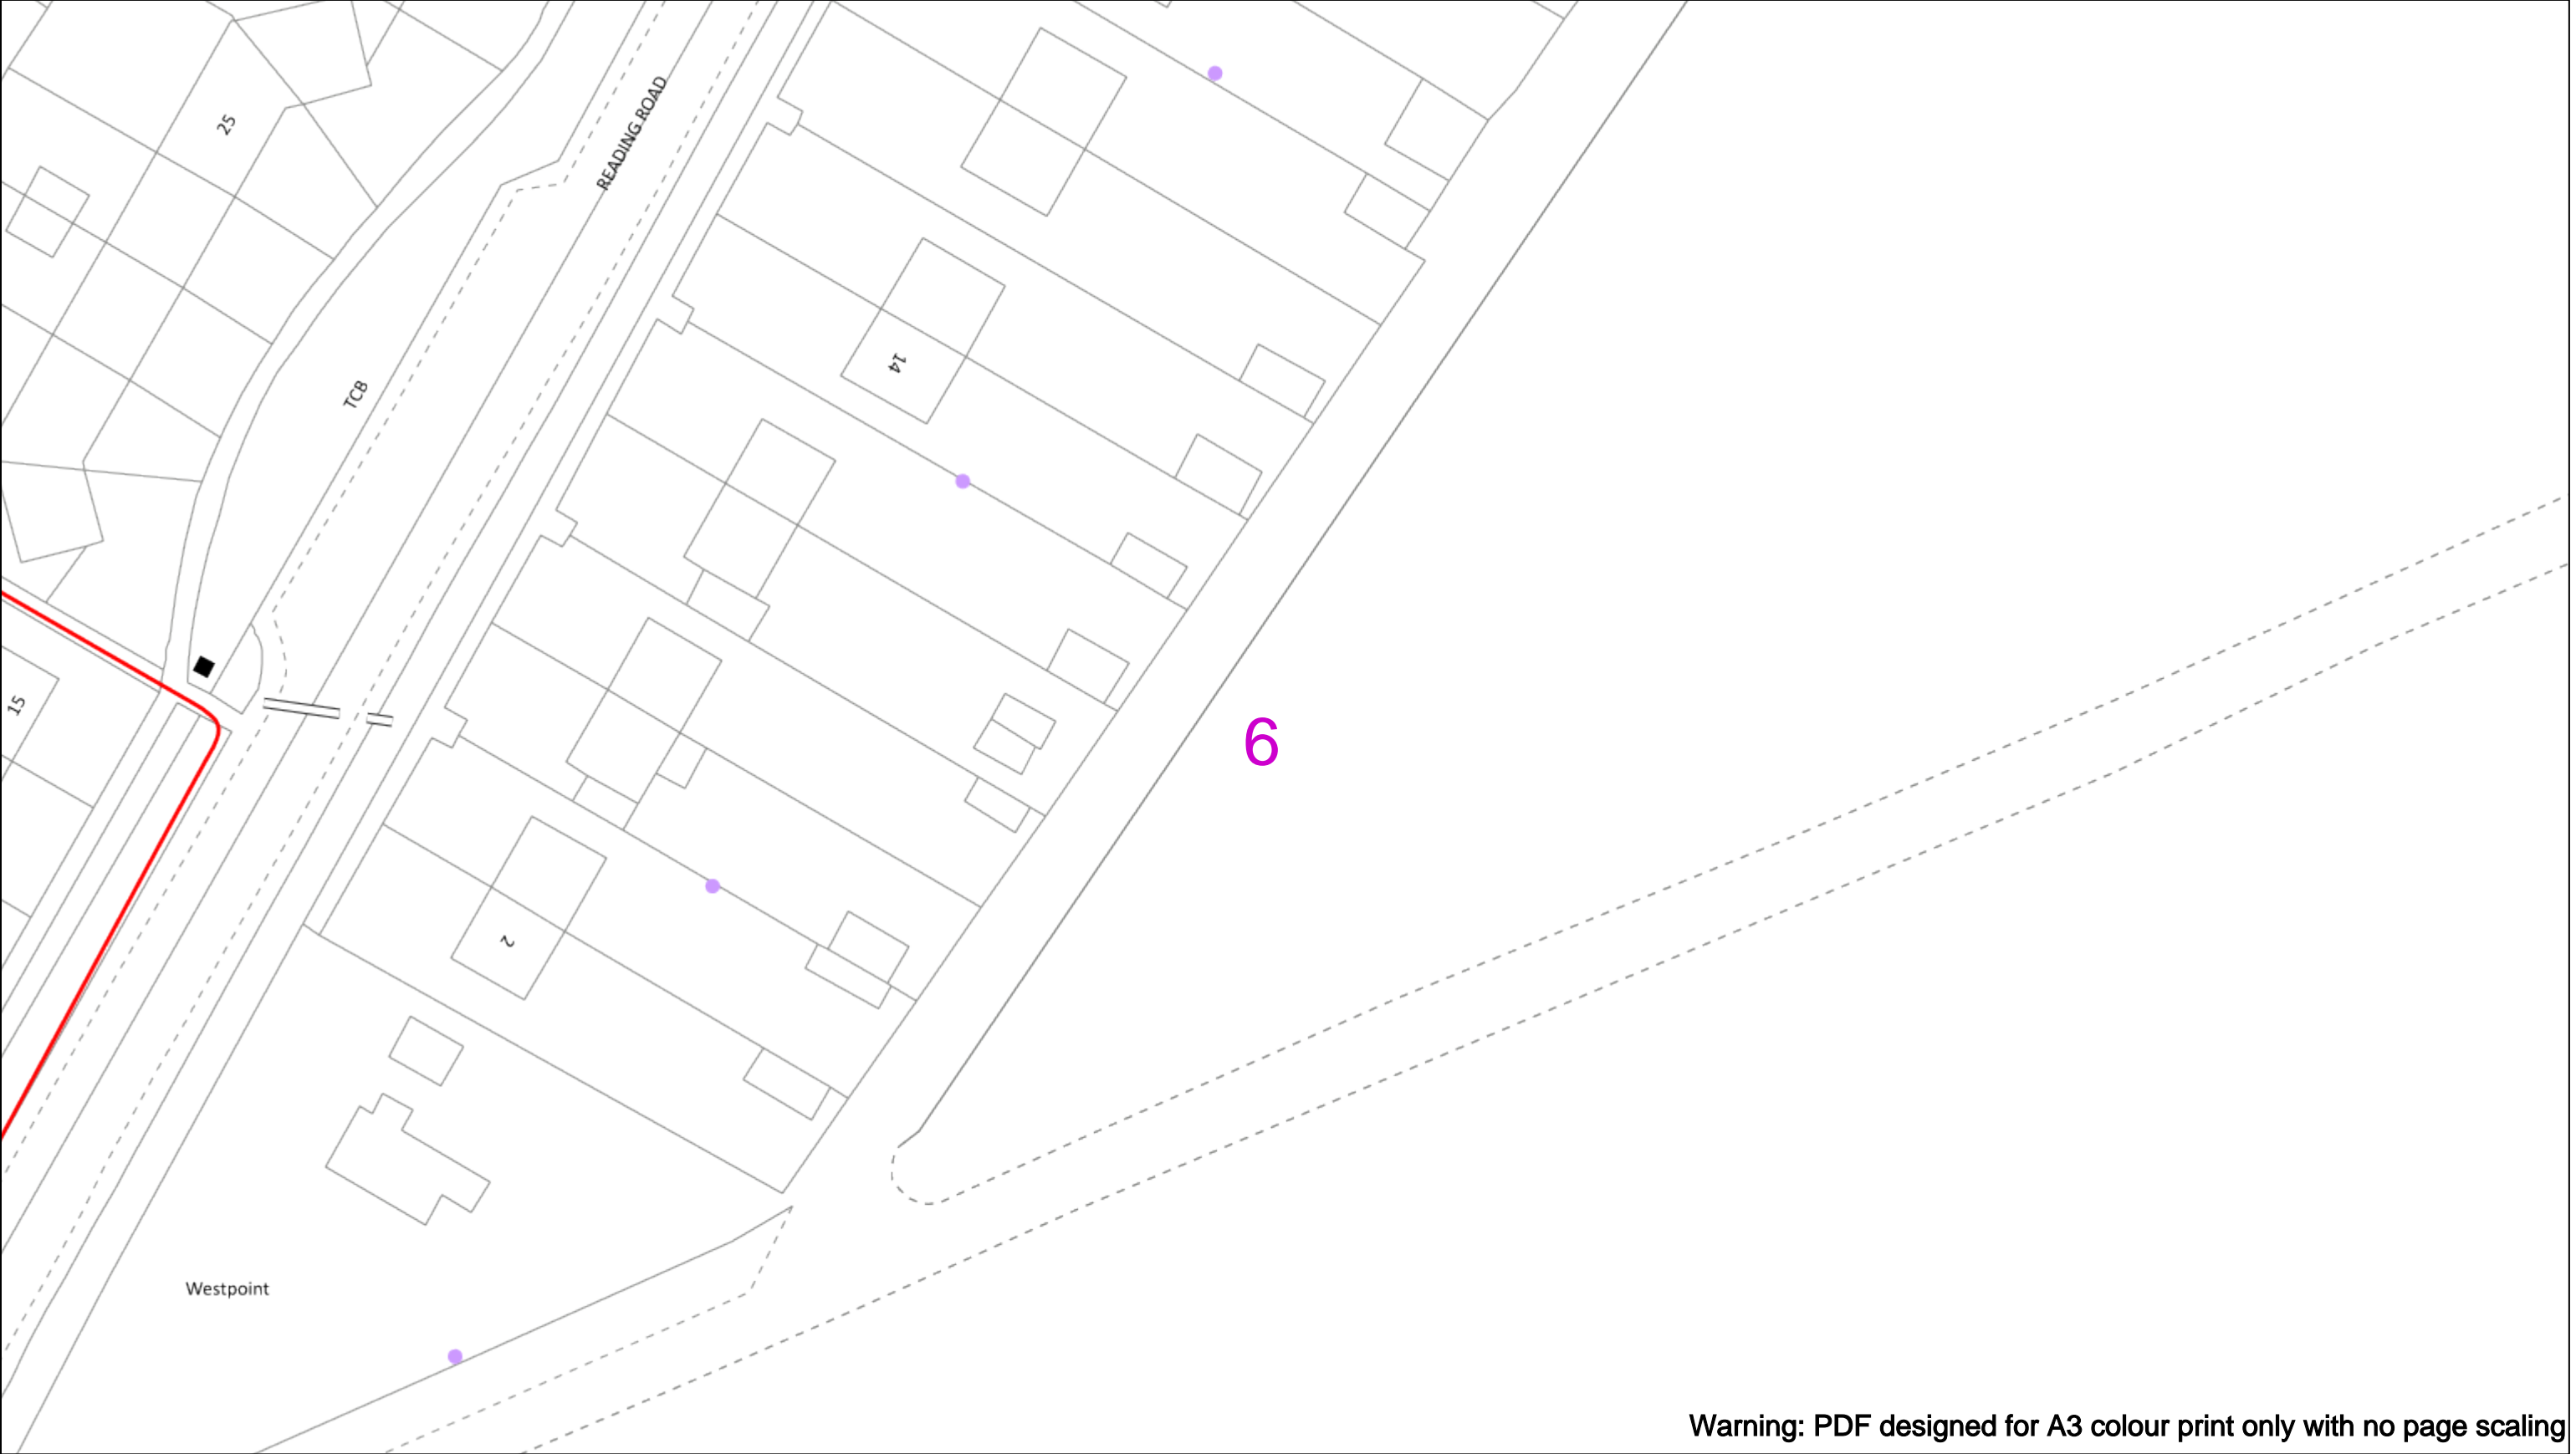 READING ROAD
25
TCB
14
15
6
2
Westpoint
Warning: PDF designed for A3 colour print only with no page scaling